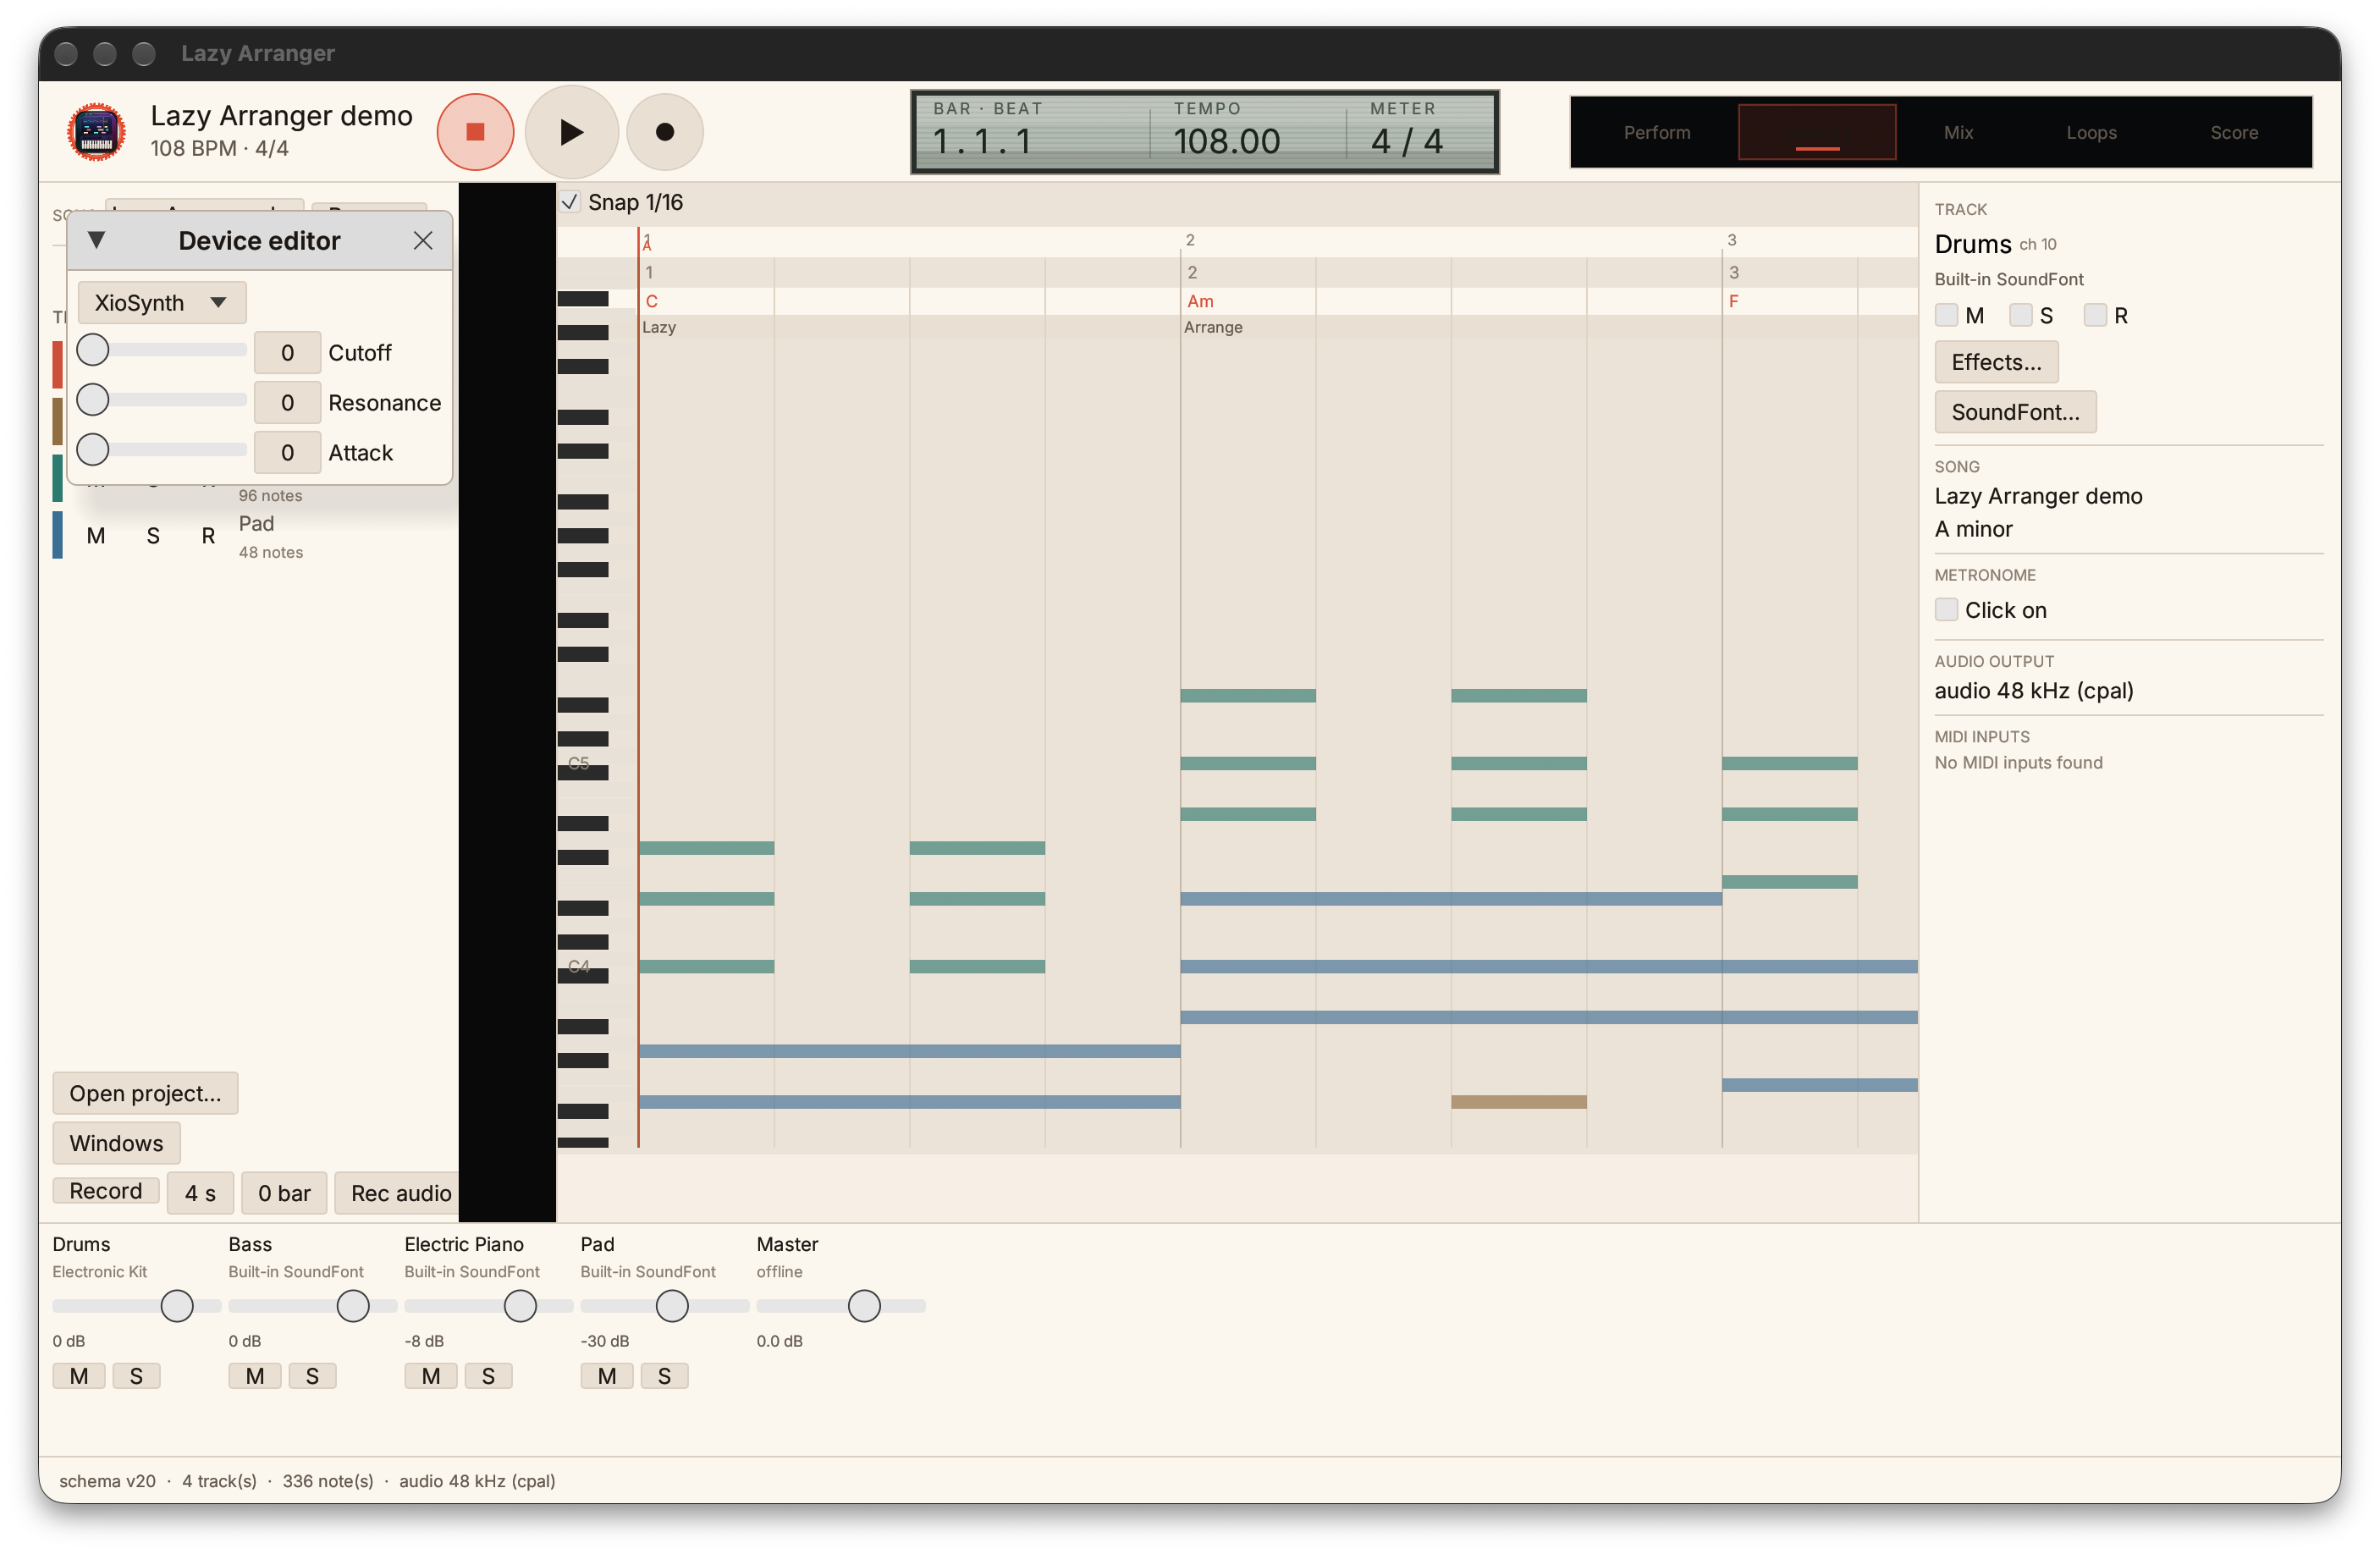 Lazy Arranger
Lazy Arranger demo
108 BPM · 4/4
BAR · BEAT
1 . 1 . 1
TEMPO
108.00
METER
4 / 4
Perform
Mix
Loops
Score
Device editor
XioSynth
0 Cutoff
0 Resonance
0 Attack
96 notes
M S R Pad
48 notes
Open project...
Windows
Record 4 s 0 bar Rec audio
Snap 1/16
1 2 3
A
1 2 3
C Am F
Lazy Arrange
C5
C4
TRACK
Drums ch 10
Built-in SoundFont
M S R
Effects...
SoundFont...
SONG
Lazy Arranger demo
A minor
METRONOME
Click on
AUDIO OUTPUT
audio 48 kHz (cpal)
MIDI INPUTS
No MIDI inputs found
Drums Bass Electric Piano Pad Master
Electronic Kit Built-in SoundFont Built-in SoundFont Built-in SoundFont offline
0 dB 0 dB -8 dB -30 dB 0.0 dB
M S M S M S M S
schema v20 · 4 track(s) · 336 note(s) · audio 48 kHz (cpal)